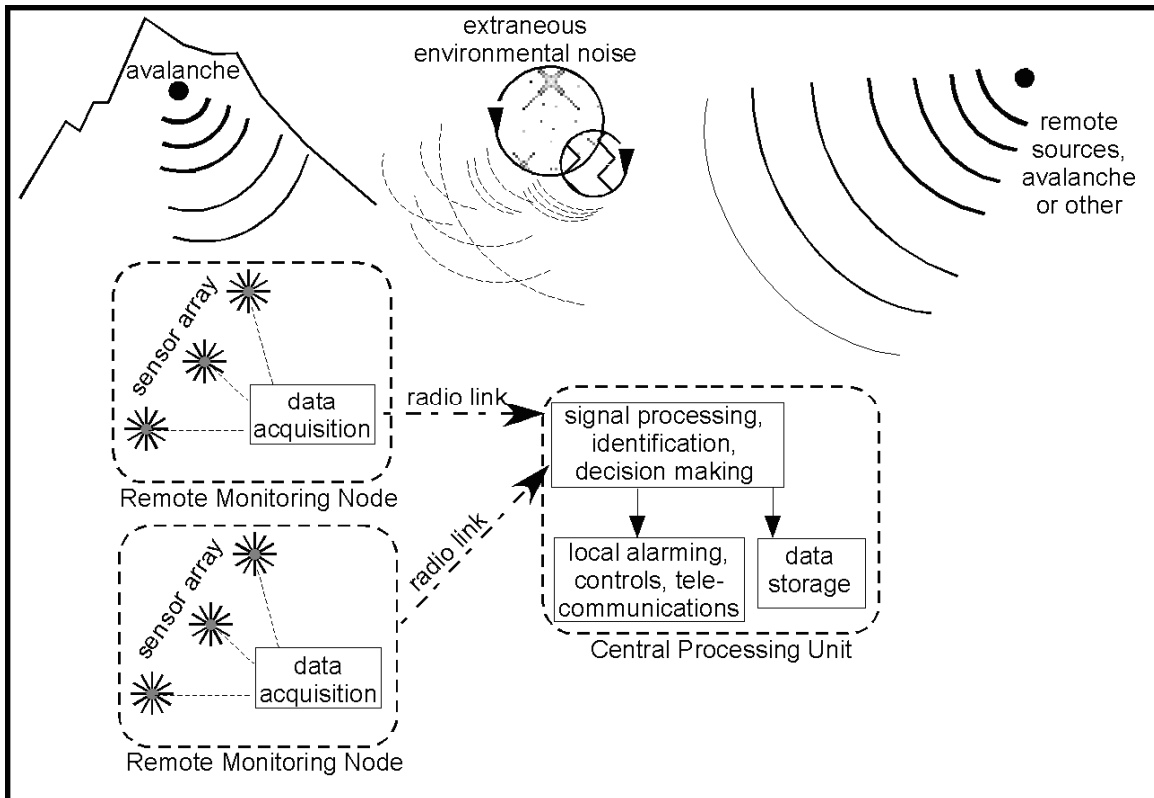 extraneous
environmental noise
avalanche
remote
sources,
avalanche
or other
sensor array
data
acquisition
Remote Monitoring Node
radio link
sensor array
data
acquisition
Remote Monitoring Node
radio link
signal processing,
identification,
decision making
local alarming,
controls, tele-
communications
data
storage
Central Processing Unit